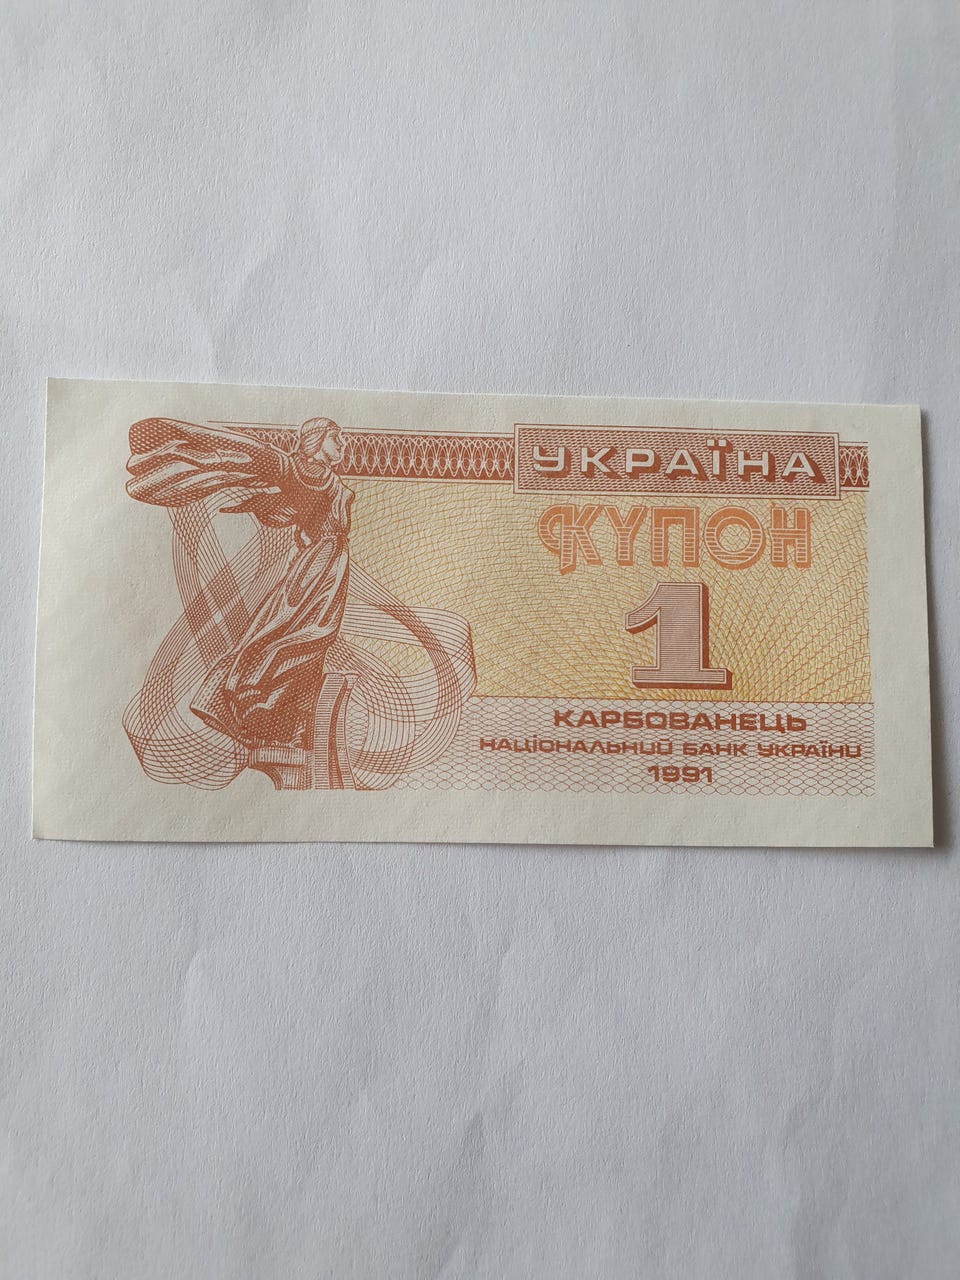 УКРАЇНА
КУПОН
1
КАРБОВАНЕЦЬ
НАЦІОНАЛЬНИЙ БАНК УКРАЇНИ
1991